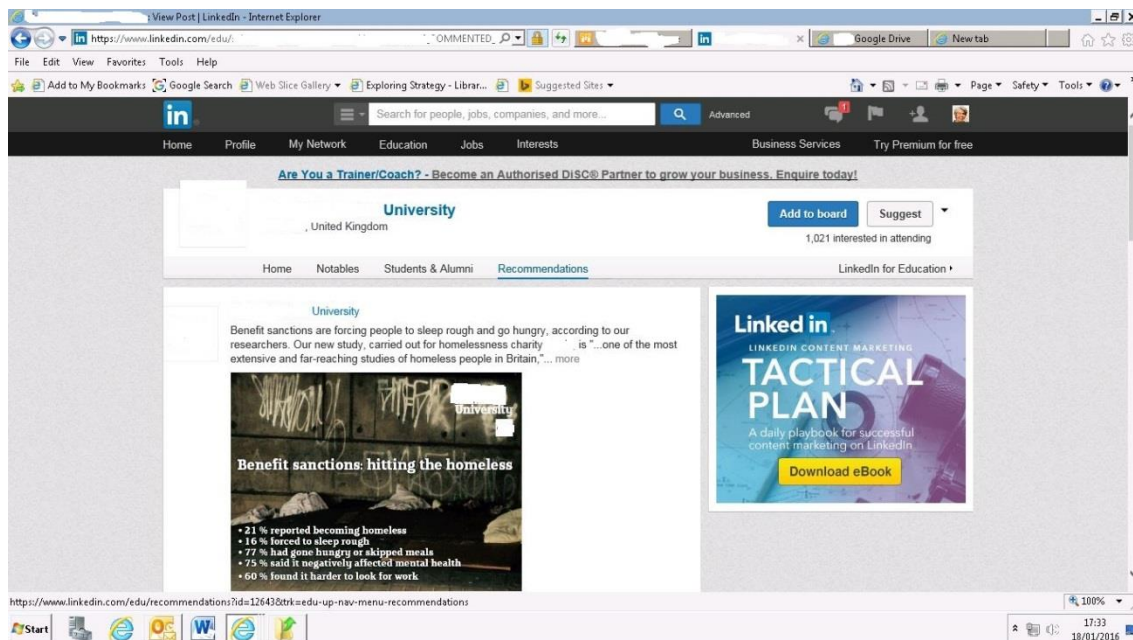 : View Post | LinkedIn - Internet Explorer
https://www.linkedin.com/edu/: OMMENTED_
in
Google Drive
New tab
File Edit View Favorites Tools Help
Add to My Bookmarks Google Search Web Slice Gallery Exploring Strategy - Librar... Suggested Sites
Page Safety Tools
in Search for people, jobs, companies, and more... Advanced 1
Home Profile My Network Education Jobs Interests Business Services Try Premium for free
Are You a Trainer/Coach? - Become an Authorised DiSC® Partner to grow your business. Enquire today!
University
, United Kingdom
Add to board Suggest
1,021 interested in attending
Home Notables Students & Alumni Recommendations LinkedIn for Education
University
Benefit sanctions are forcing people to sleep rough and go hungry, according to our
researchers. Our new study, carried out for homelessness charity is "...one of the most
extensive and far-reaching studies of homeless people in Britain,"... more
University
Benefit sanctions: hitting the homeless
• 21 % reported becoming homeless
• 16 % forced to sleep rough
• 77 % had gone hungry or skipped meals
• 75 % said it negatively affected mental health
• 60 % found it harder to look for work
Linked in
LINKEDIN CONTENT MARKETING
TACTICAL
PLAN
A daily playbook for successful
content marketing on LinkedIn
Download eBook
https://www.linkedin.com/edu/recommendations?id=12643&trk=edu-up-nav-menu-recommendations
100%
Start
17:33
18/01/2016